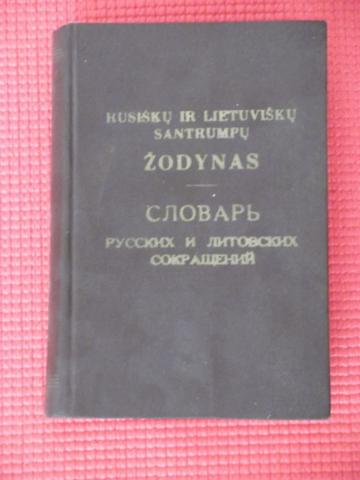 RUSIŠKŲ IR LIETUVIŠKŲ
SANTRUMPŲ
ŽODYNAS
СЛОВАРЬ
РУССКИХ И ЛИТОВСКИХ
СОКРАЩЕНИЙ